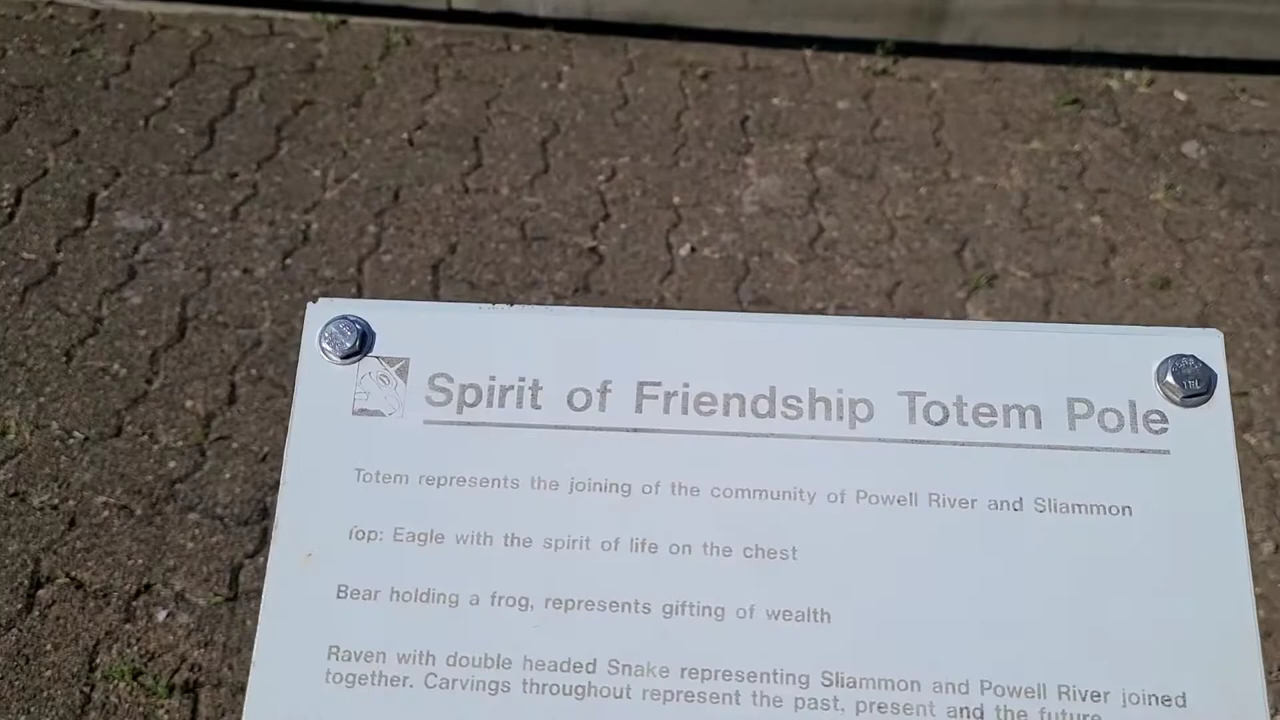 Spirit of Friendship Totem Pole
Totem represents the joining of the community of Powell River and Sliammon
Top: Eagle with the spirit of life on the chest
Bear holding a frog, represents gifting of wealth
Raven with double headed Snake representing Sliammon and Powell River joined
together. Carvings throughout represent the past, present and the future